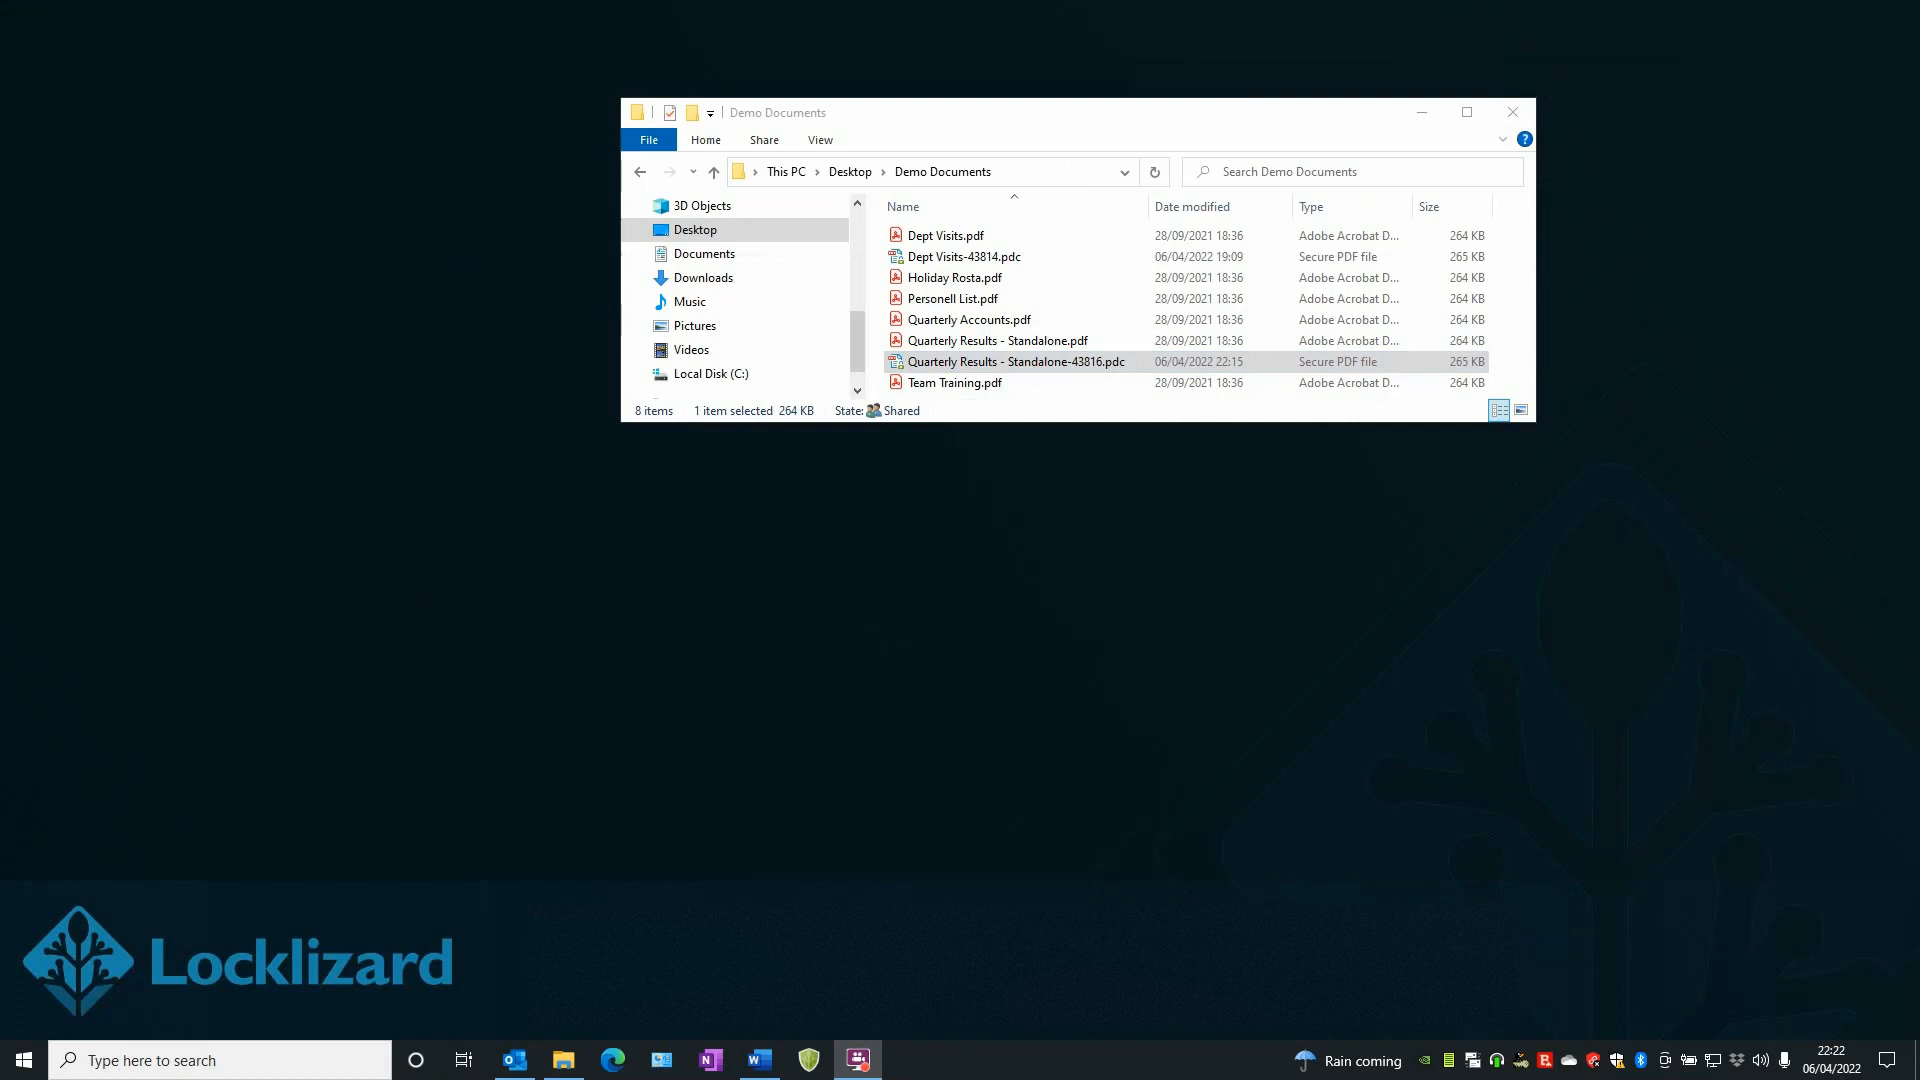 Demo Documents
File Home Share View
This PC Desktop Demo Documents Search Demo Documents
Name Date modified Type Size
3D Objects
Desktop
Documents
Downloads
Music
Pictures
Videos
Local Disk (C:)
Dept Visits.pdf 28/09/2021 18:36 Adobe Acrobat D... 264 KB
Dept Visits-43814.pdc 06/04/2022 19:09 Secure PDF file 265 KB
Holiday Rosta.pdf 28/09/2021 18:36 Adobe Acrobat D... 264 KB
Personell List.pdf 28/09/2021 18:36 Adobe Acrobat D... 264 KB
Quarterly Accounts.pdf 28/09/2021 18:36 Adobe Acrobat D... 264 KB
Quarterly Results - Standalone.pdf 28/09/2021 18:36 Adobe Acrobat D... 264 KB
Quarterly Results - Standalone-43816.pdc 06/04/2022 22:15 Secure PDF file 265 KB
Team Training.pdf 28/09/2021 18:36 Adobe Acrobat D... 264 KB
8 items 1 item selected 264 KB State: Shared
Locklizard
Type here to search
Rain coming
22:22
06/04/2022